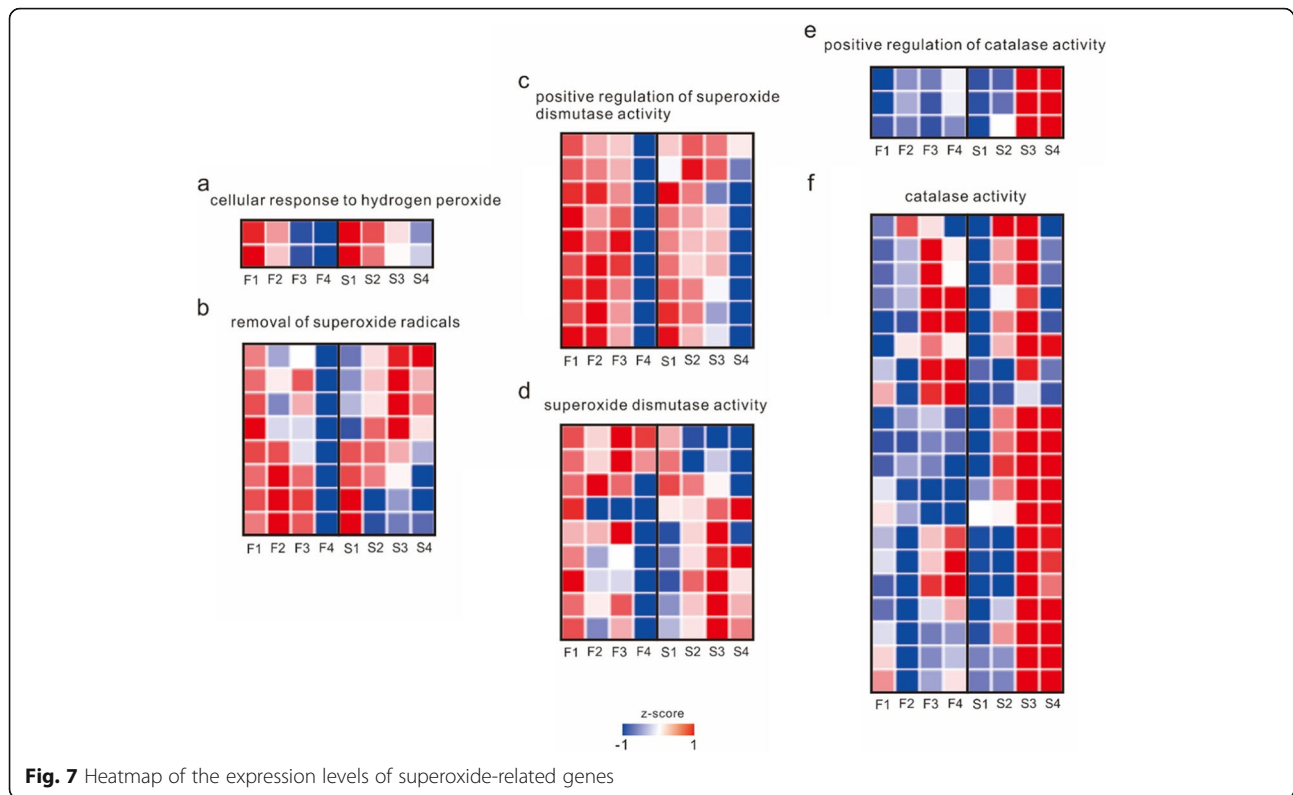 a
cellular response to hydrogen peroxide
F1 F2 F3 F4 S1 S2 S3 S4
b
removal of superoxide radicals
F1 F2 F3 F4 S1 S2 S3 S4
c
positive regulation of superoxide
dismutase activity
F1 F2 F3 F4 S1 S2 S3 S4
d
superoxide dismutase activity
F1 F2 F3 F4 S1 S2 S3 S4
e
positive regulation of catalase activity
F1 F2 F3 F4 S1 S2 S3 S4
f
catalase activity
F1 F2 F3 F4 S1 S2 S3 S4
z-score
-1 1
Fig. 7 Heatmap of the expression levels of superoxide-related genes